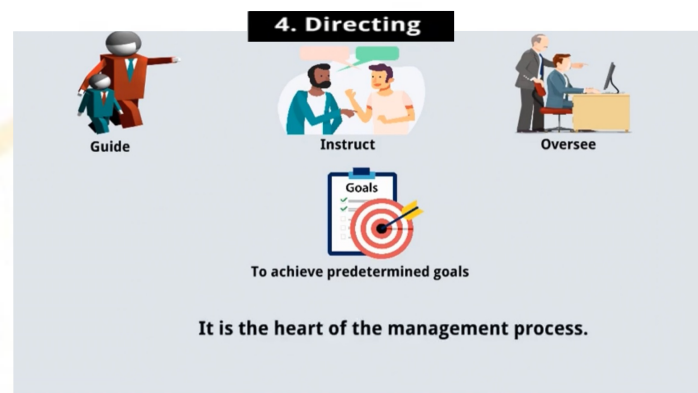 4. Directing
Guide
Instruct
Oversee
Goals
To achieve predetermined goals
It is the heart of the management process.